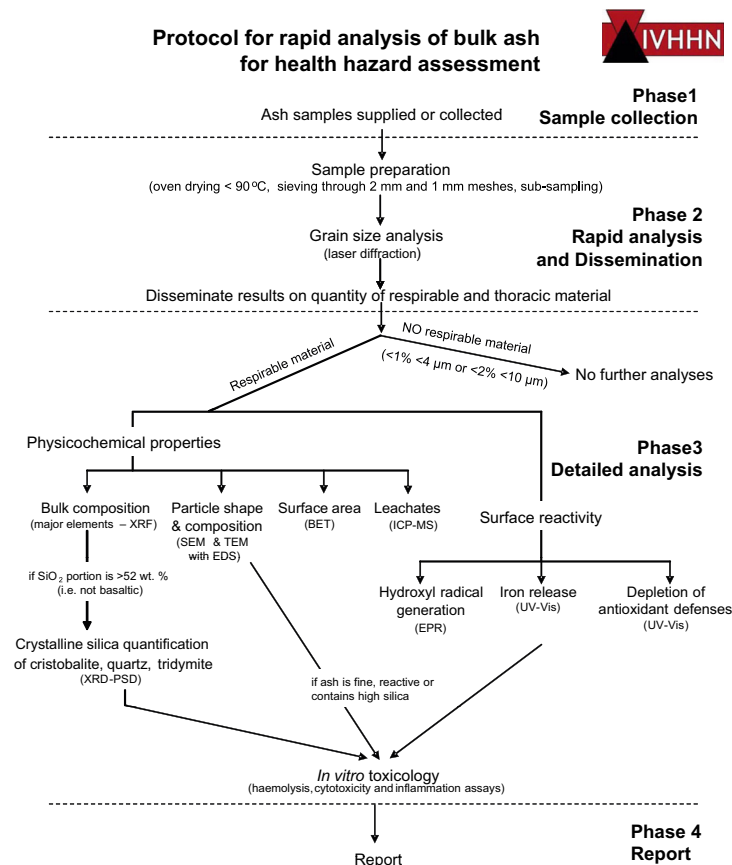 Protocol for rapid analysis of bulk ash
for health hazard assessment
IVHHN
Phase1
Sample collection
Ash samples supplied or collected
Sample preparation
(oven drying < 90 ºC, sieving through 2 mm and 1 mm meshes, sub-sampling)
Phase 2
Rapid analysis
and Dissemination
Grain size analysis
(laser diffraction)
Disseminate results on quantity of respirable and thoracic material
Respirable material
NO respirable material
(<1% <4 µm or <2% <10 µm)
No further analyses
Phase3
Detailed analysis
Physicochemical properties
Bulk composition
(major elements – XRF)
Particle shape
& composition
(SEM & TEM
with EDS)
Surface area
(BET)
Leachates
(ICP-MS)
Surface reactivity
if SiO2 portion is >52 wt. %
(i.e. not basaltic)
Hydroxyl radical
generation
(EPR)
Iron release
(UV-Vis)
Depletion of
antioxidant defenses
(UV-Vis)
Crystalline silica quantification
of cristobalite, quartz, tridymite
(XRD-PSD)
if ash is fine, reactive or
contains high silica
In vitro toxicology
(haemolysis, cytotoxicity and inflammation assays)
Phase 4
Report
Report